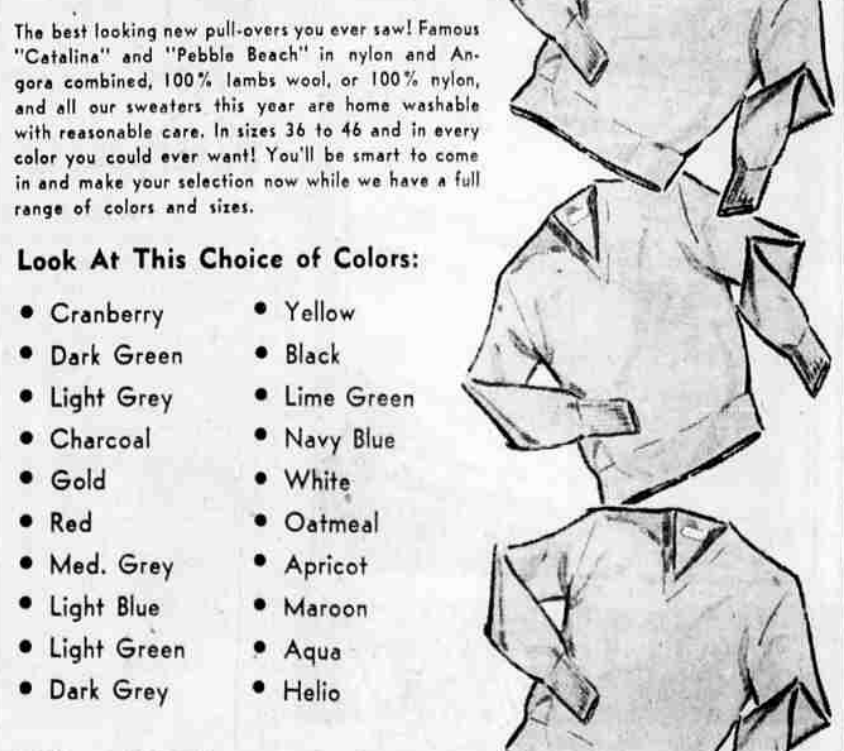 The best looking new pull-overs you ever saw! Famous
"Catalina" and "Pebble Beach" in nylon and An-
gora combined, 100% lambs wool, or 100% nylon,
and all our sweaters this year are home washable
with reasonable care. In sizes 36 to 46 and in every
color you could ever want! You'll be smart to come
in and make your selection now while we have a full
range of colors and sizes.
Look At This Choice of Colors:
• Cranberry
• Dark Green
• Light Grey
• Charcoal
• Gold
• Red
• Med. Grey
• Light Blue
• Light Green
• Dark Grey
• Yellow
• Black
• Lime Green
• Navy Blue
• White
• Oatmeal
• Apricot
• Maroon
• Aqua
• Helio